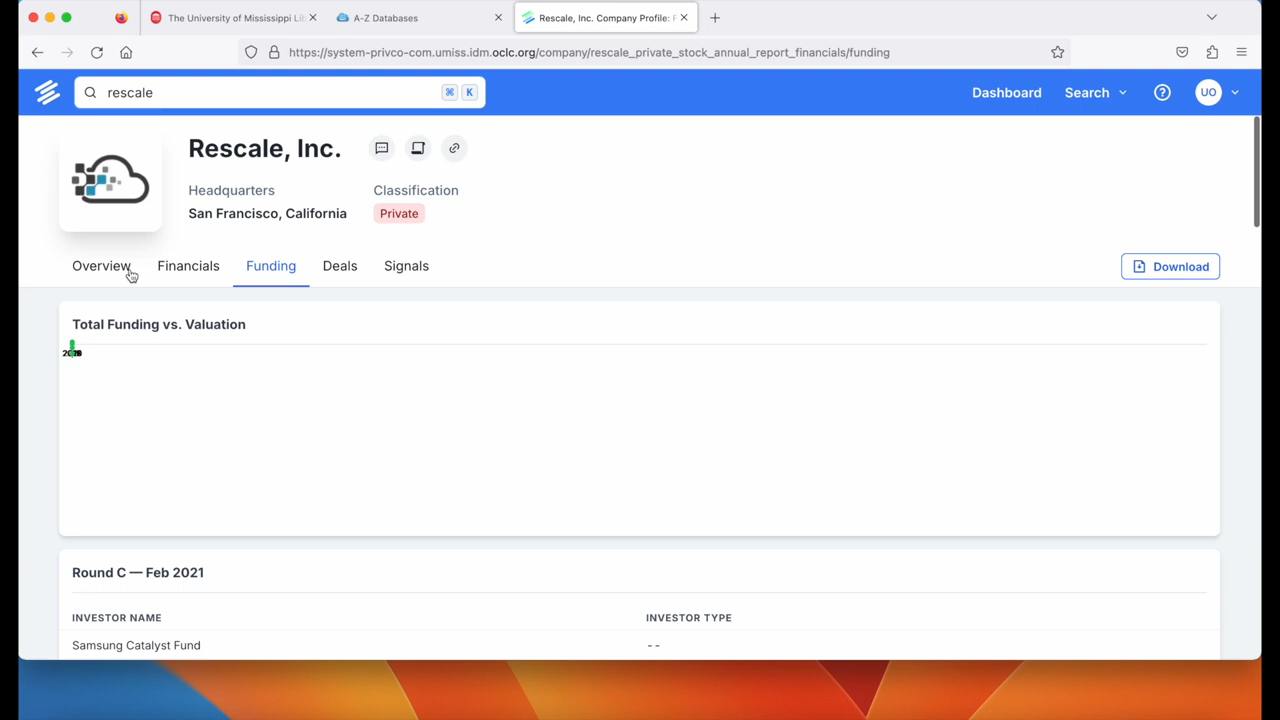 The University of Mississippi Lib
A-Z Databases
Rescale, Inc. Company Profile: F
https://system-privco-com.umiss.idm.oclc.org/company/rescale_private_stock_annual_report_financials/funding
rescale
⌘ K
Dashboard
Search
UO
Rescale, Inc.
Headquarters
Classification
San Francisco, California
Private
Overview
Financials
Funding
Deals
Signals
Download
Total Funding vs. Valuation
Round C — Feb 2021
INVESTOR NAME
INVESTOR TYPE
Samsung Catalyst Fund
--